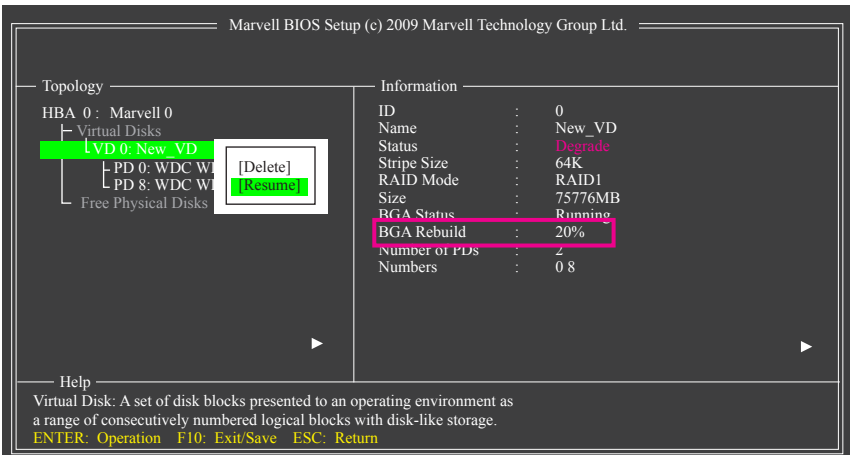 Marvell BIOS Setup (c) 2009 Marvell Technology Group Ltd.
Topology
HBA 0 : Marvell 0
Virtual Disks
VD 0: New_VD
PD 0: WDC
PD 8: WDC
Free Physical Disks
[Delete]
[Resume]
Information
ID : 0
Name : New_VD
Status : Degrade
Stripe Size : 64K
RAID Mode : RAID1
Size : 75776MB
BGA Status : Running
BGA Rebuild : 20%
Number of PDs : 2
Numbers : 0 8
Help
Virtual Disk: A set of disk blocks presented to an operating environment as
a range of consecutively numbered logical blocks with disk-like storage.
ENTER: Operation F10: Exit/Save ESC: Return